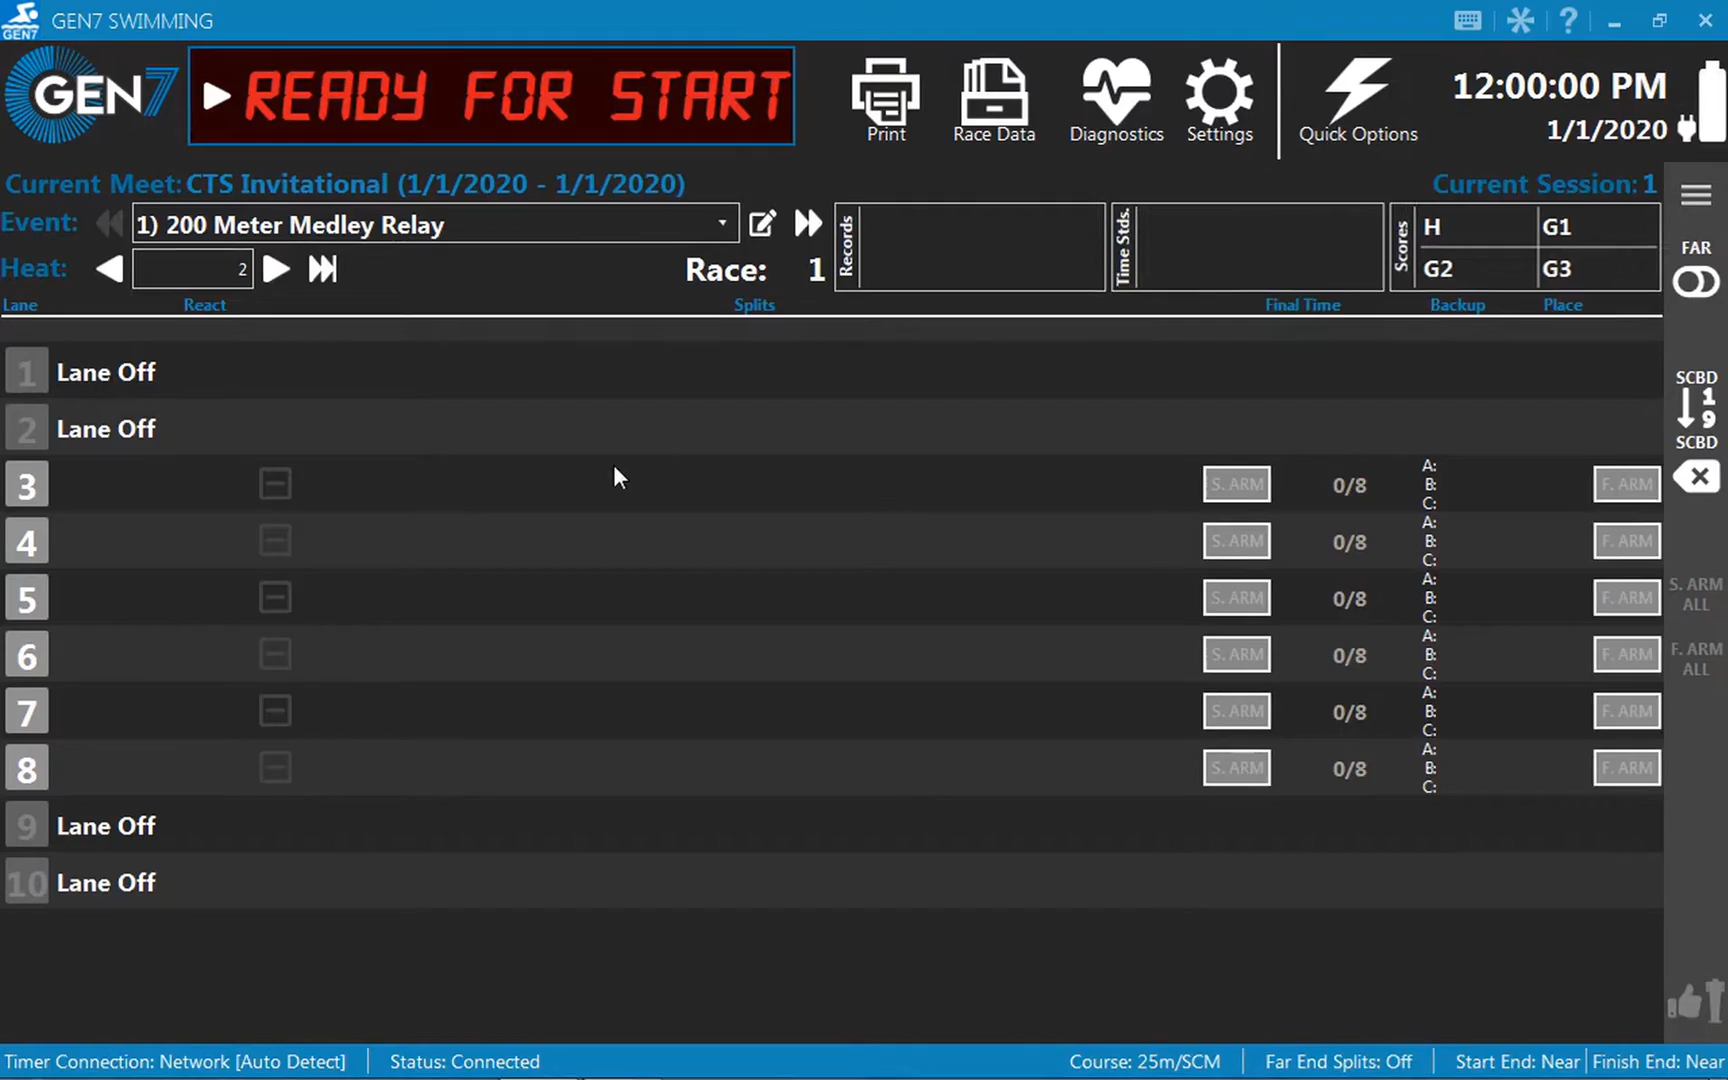 GEN7 SWIMMING
GEN7
GEN7
READY FOR START
Print
Race Data
Diagnostics
Settings
Quick Options
12:00:00 PM
1/1/2020
Current Meet: CTS Invitational (1/1/2020 - 1/1/2020)
Current Session: 1
Event:
1) 200 Meter Medley Relay
Records
Time Stds.
Scores
H
G1
G2
G3
Heat:
2
Race: 1
Lane
React
Splits
Final Time
Backup
Place
FAR
1
Lane Off
SCBD
1
9
SCBD
2
Lane Off
3
S. ARM
0/8
A:
B:
C:
F. ARM
4
S. ARM
0/8
A:
B:
C:
F. ARM
5
S. ARM
0/8
A:
B:
C:
F. ARM
S. ARM
ALL
6
S. ARM
0/8
A:
B:
C:
F. ARM
F. ARM
ALL
7
S. ARM
0/8
A:
B:
C:
F. ARM
8
S. ARM
0/8
A:
B:
C:
F. ARM
9
Lane Off
10
Lane Off
Timer Connection: Network [Auto Detect]
Status: Connected
Course: 25m/SCM
Far End Splits: Off
Start End: Near
Finish End: Near